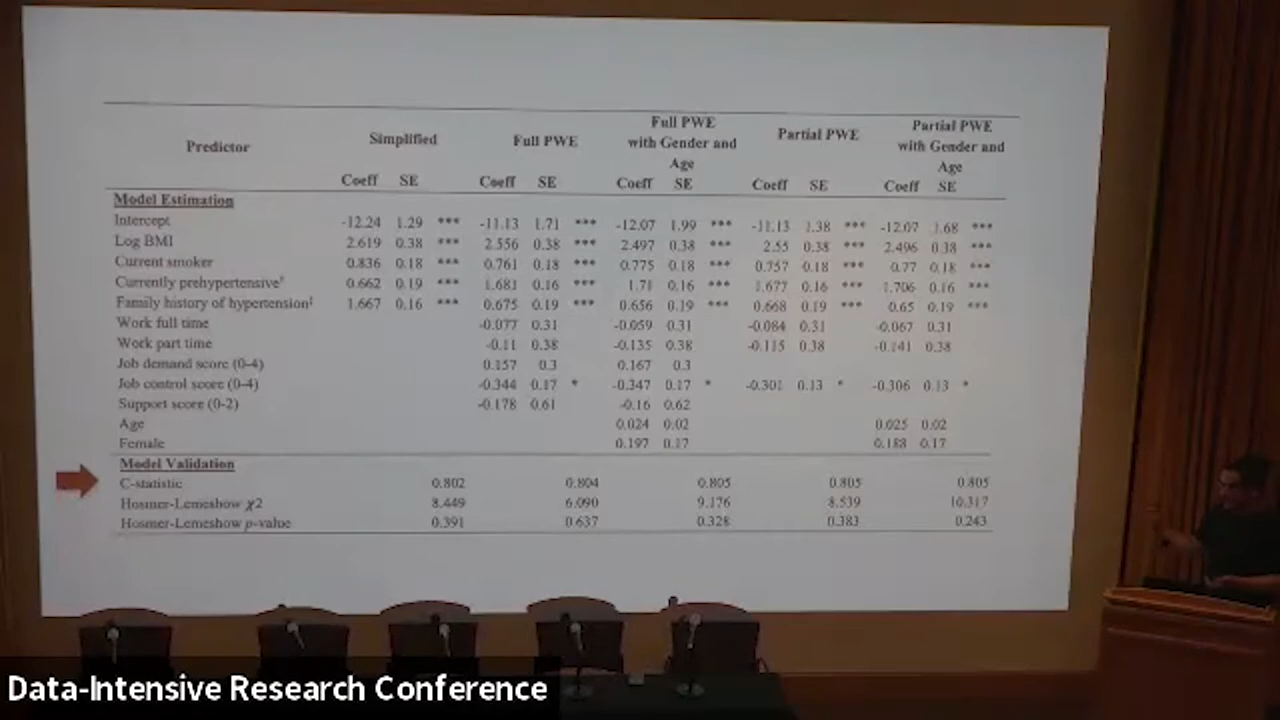 Predictor Simplified Full PWE Full PWE with Gender and Age Partial PWE Partial PWE with Gender and Age
Coeff SE Coeff SE Coeff SE Coeff SE Coeff SE
Model Estimation
Intercept -12.24 1.29 *** -11.13 1.71 *** -12.07 1.99 *** -11.13 1.38 *** -12.07 1.68 ***
Log BMI 2.619 0.38 *** 2.556 0.38 *** 2.497 0.38 *** 2.55 0.38 *** 2.496 0.38 ***
Current smoker 0.836 0.18 *** 0.761 0.18 *** 0.775 0.18 *** 0.757 0.18 *** 0.77 0.18 ***
Currently prehypertensive 0.662 0.19 *** 1.681 0.16 *** 1.71 0.16 *** 1.677 0.16 *** 1.706 0.16 ***
Family history of hypertension‡ 1.667 0.16 *** 0.675 0.19 *** 0.656 0.19 *** 0.668 0.19 *** 0.65 0.19 ***
Work full time -0.077 0.31 -0.059 0.31 -0.084 0.31 -0.067 0.31
Work part time -0.11 0.38 -0.135 0.38 -0.115 0.38 -0.141 0.38
Job demand score (0-4) 0.157 0.3 0.167 0.3
Job control score (0-4) -0.344 0.17 * -0.347 0.17 * -0.301 0.13 * -0.306 0.13 *
Support score (0-2) -0.178 0.61 -0.16 0.62
Age 0.024 0.02 0.025 0.02
Female 0.197 0.17 0.188 0.17
Model Validation
C-statistic 0.802 0.804 0.805 0.805 0.805
Hosmer-Lemeshow χ2 8.449 6.090 9.176 8.539 10.317
Hosmer-Lemeshow p-value 0.391 0.637 0.328 0.383 0.243
Data-Intensive Research Conference